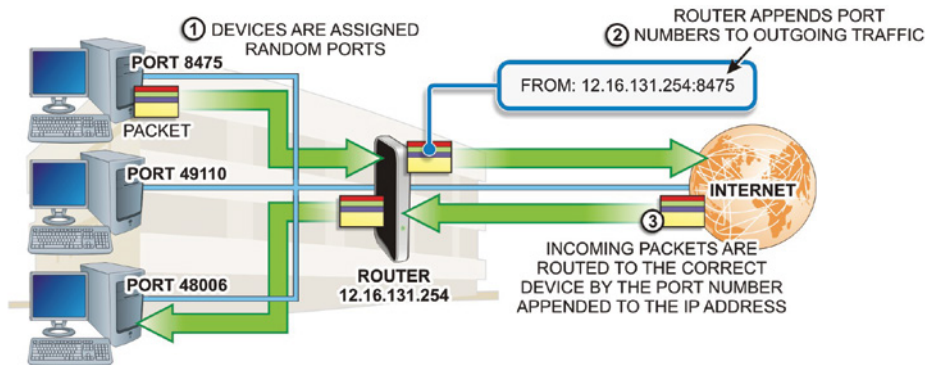 ① DEVICES ARE ASSIGNED
RANDOM PORTS
ROUTER APPENDS PORT
② NUMBERS TO OUTGOING TRAFFIC
PORT 8475
FROM: 12.16.131.254:8475
PACKET
PORT 49110
INTERNET
③
INCOMING PACKETS ARE
ROUTED TO THE CORRECT
DEVICE BY THE PORT NUMBER
APPENDED TO THE IP ADDRESS
ROUTER
12.16.131.254
PORT 48006